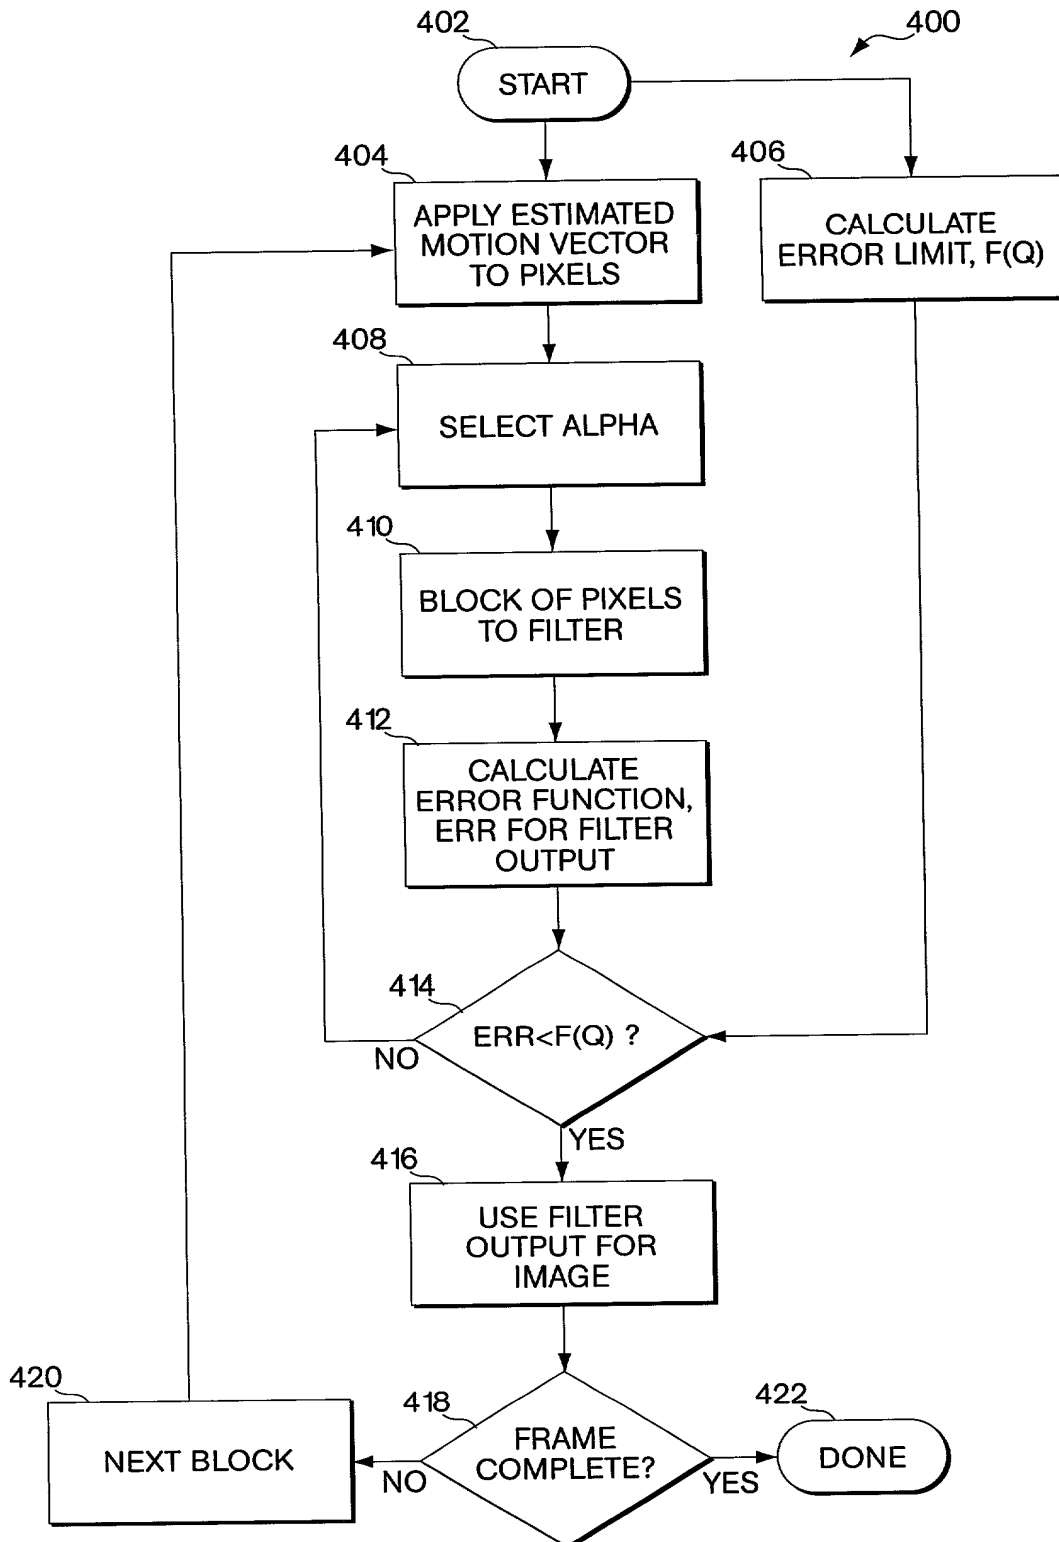 402
400
START
404
406
APPLY ESTIMATED
MOTION VECTOR
TO PIXELS
CALCULATE
ERROR LIMIT, F(Q)
408
SELECT ALPHA
410
BLOCK OF PIXELS
TO FILTER
412
CALCULATE
ERROR FUNCTION,
ERR FOR FILTER
OUTPUT
414
ERR<F(Q) ?
NO
YES
416
USE FILTER
OUTPUT FOR
IMAGE
420
418
422
NEXT BLOCK
NO
FRAME
COMPLETE?
YES
DONE